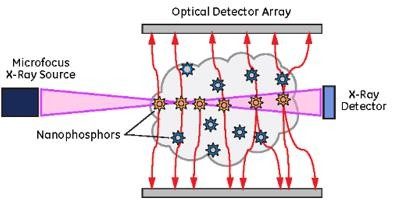 Optical Detector Array
Microfocus
X-Ray Source
X-Ray
Detector
Nanophosphors